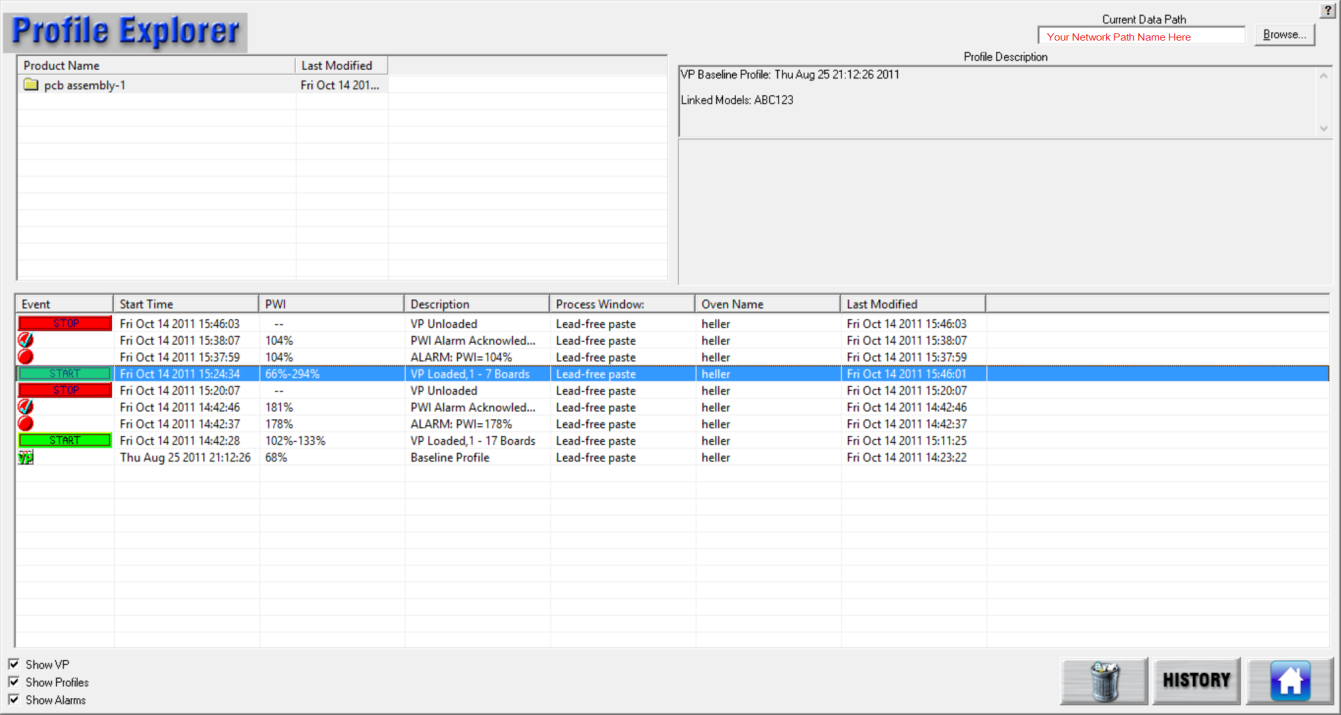 ?
Profile Explorer
Current Data Path
Your Network Path Name Here
Browse...
Profile Description
Product Name Last Modified
pcb assembly-1 Fri Oct 14 201...
VP Baseline Profile: Thu Aug 25 21:12:26 2011
Linked Models: ABC123
Event Start Time PWI Description Process Window: Oven Name Last Modified
STOP Fri Oct 14 2011 15:46:03 -- VP Unloaded Lead-free paste heller Fri Oct 14 2011 15:46:03
Fri Oct 14 2011 15:38:07 104% PWI Alarm Acknowled... Lead-free paste heller Fri Oct 14 2011 15:38:07
Fri Oct 14 2011 15:37:59 104% ALARM: PWI=104% Lead-free paste heller Fri Oct 14 2011 15:37:59
START Fri Oct 14 2011 15:24:34 66%-294% VP Loaded,1 - 7 Boards Lead-free paste heller Fri Oct 14 2011 15:46:01
STOP Fri Oct 14 2011 15:20:07 -- VP Unloaded Lead-free paste heller Fri Oct 14 2011 15:20:07
Fri Oct 14 2011 14:42:46 181% PWI Alarm Acknowled... Lead-free paste heller Fri Oct 14 2011 14:42:46
Fri Oct 14 2011 14:42:37 178% ALARM: PWI=178% Lead-free paste heller Fri Oct 14 2011 14:42:37
START Fri Oct 14 2011 14:42:28 102%-133% VP Loaded,1 - 17 Boards Lead-free paste heller Fri Oct 14 2011 15:11:25
VP Thu Aug 25 2011 21:12:26 68% Baseline Profile Lead-free paste heller Fri Oct 14 2011 14:23:22
Show VP
Show Profiles
Show Alarms
HISTORY